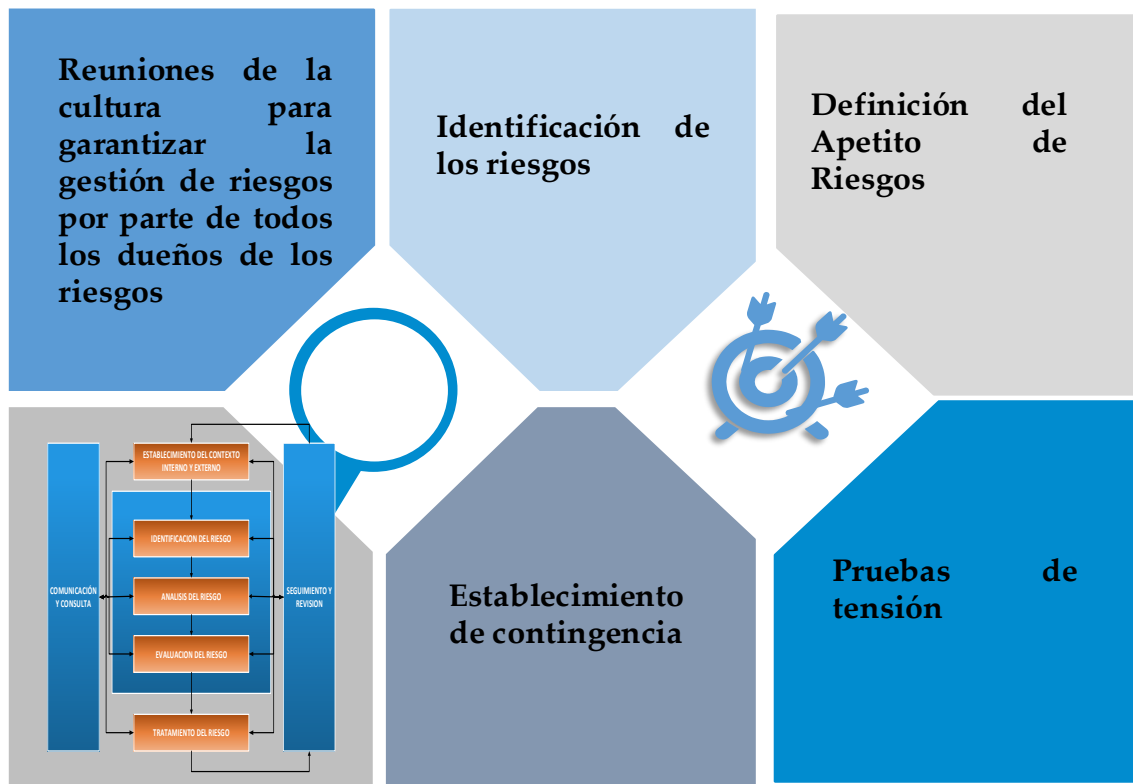 Reuniones de la
cultura para
garantizar la
gestión de riesgos
por parte de todos
los dueños de los
riesgos
Identificación de
los riesgos
Definición del
Apetito de
Riesgos
ESTABLECIMIENTO DEL CONTEXTO
INTERNO Y EXTERNO
IDENTIFICACION DEL RIESGO
COMUNICACIÓN
Y CONSULTA
ANALISIS DEL RIESGO
SEGUIMIENTO Y
REVISION
EVALUACION DEL RIESGO
TRATAMIENTO DEL RIESGO
Establecimiento
de contingencia
Pruebas de
tensión